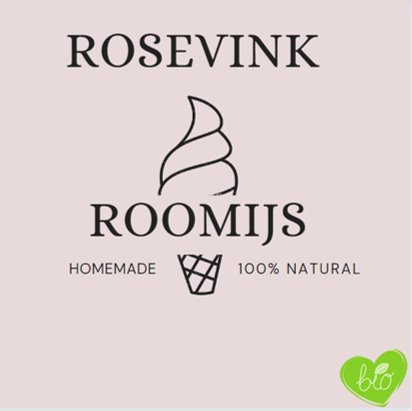 ROSEVINK
ROOMIJS
HOMEMADE 100% NATURAL
bio